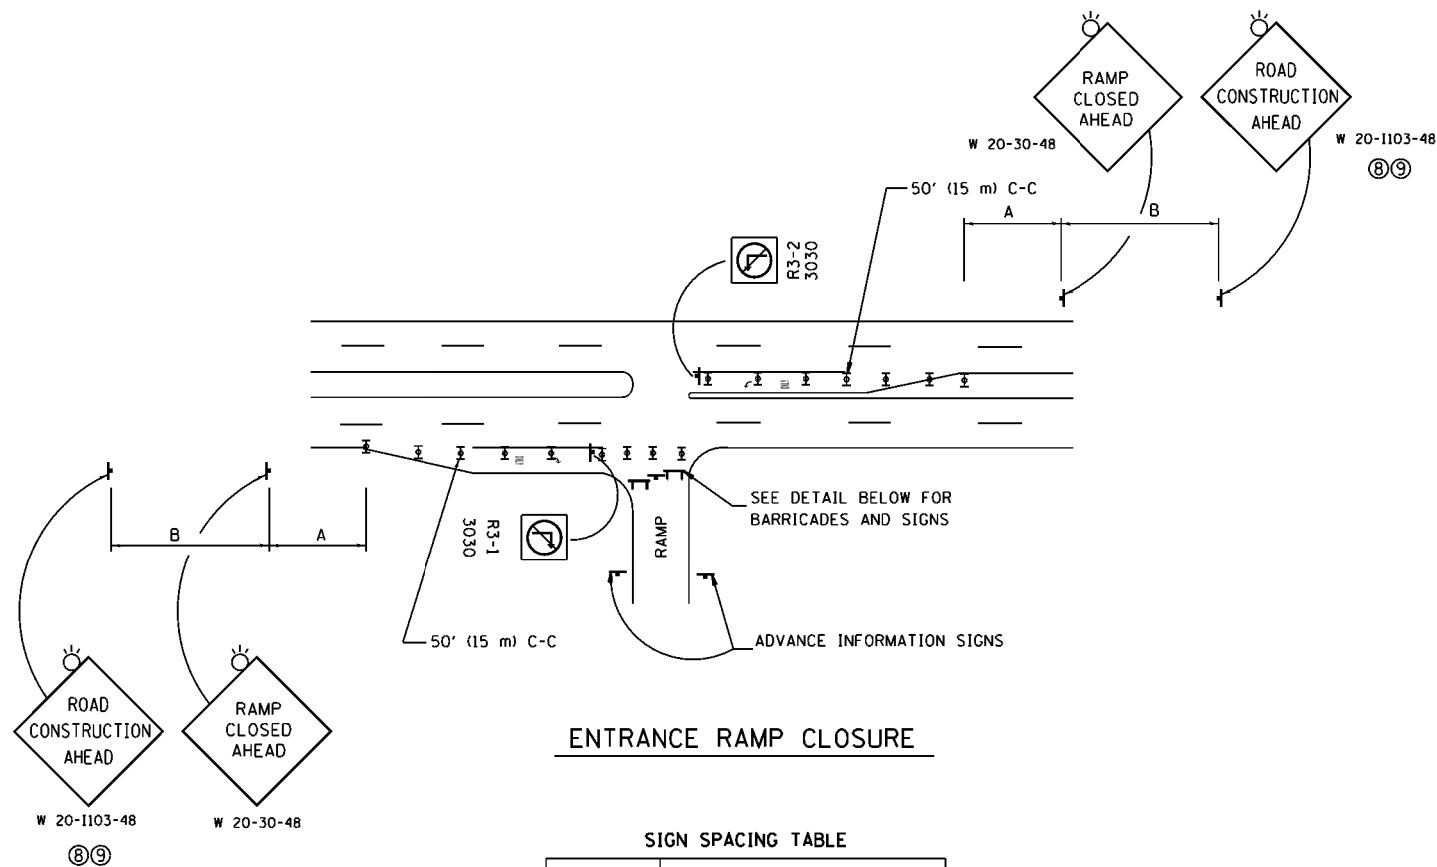 RAMP
CLOSED
AHEAD
W 20-30-48
ROAD
CONSTRUCTION
AHEAD
W 20-1103-48
⑧⑨
50' (15 m) C-C
A
B
R3-2
3030
B
A
R3-1
3030
RAMP
SEE DETAIL BELOW FOR
BARRICADES AND SIGNS
50' (15 m) C-C
ADVANCE INFORMATION SIGNS
ROAD
CONSTRUCTION
AHEAD
W 20-1103-48
⑧⑨
RAMP
CLOSED
AHEAD
W 20-30-48
ENTRANCE RAMP CLOSURE
SIGN SPACING TABLE